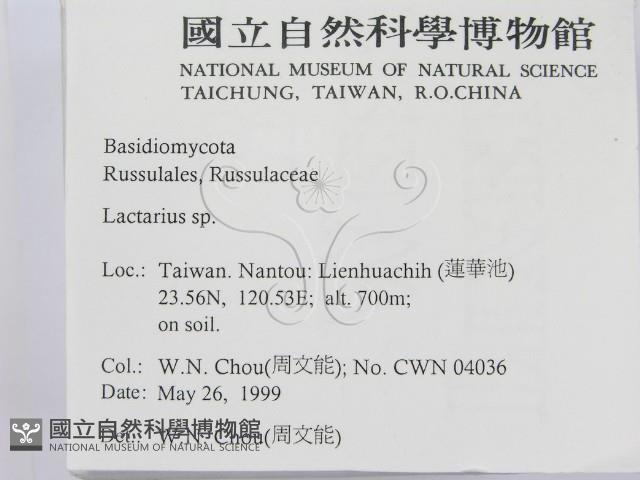 國立自然科學博物館
NATIONAL MUSEUM OF NATURAL SCIENCE
TAICHUNG, TAIWAN, R.O.CHINA
Basidiomycota
Russulales, Russulaceae
Lactarius sp.
Loc.: Taiwan. Nantou: Lienhuachih (蓮華池)
23.56N, 120.53E; alt. 700m;
on soil.
Col.: W.N. Chou(周文能); No. CWN 04036
Date: May 26, 1999
Det.: W.N. Chou(周文能)
國立自然科學博物館
NATIONAL MUSEUM OF NATURAL SCIENCE